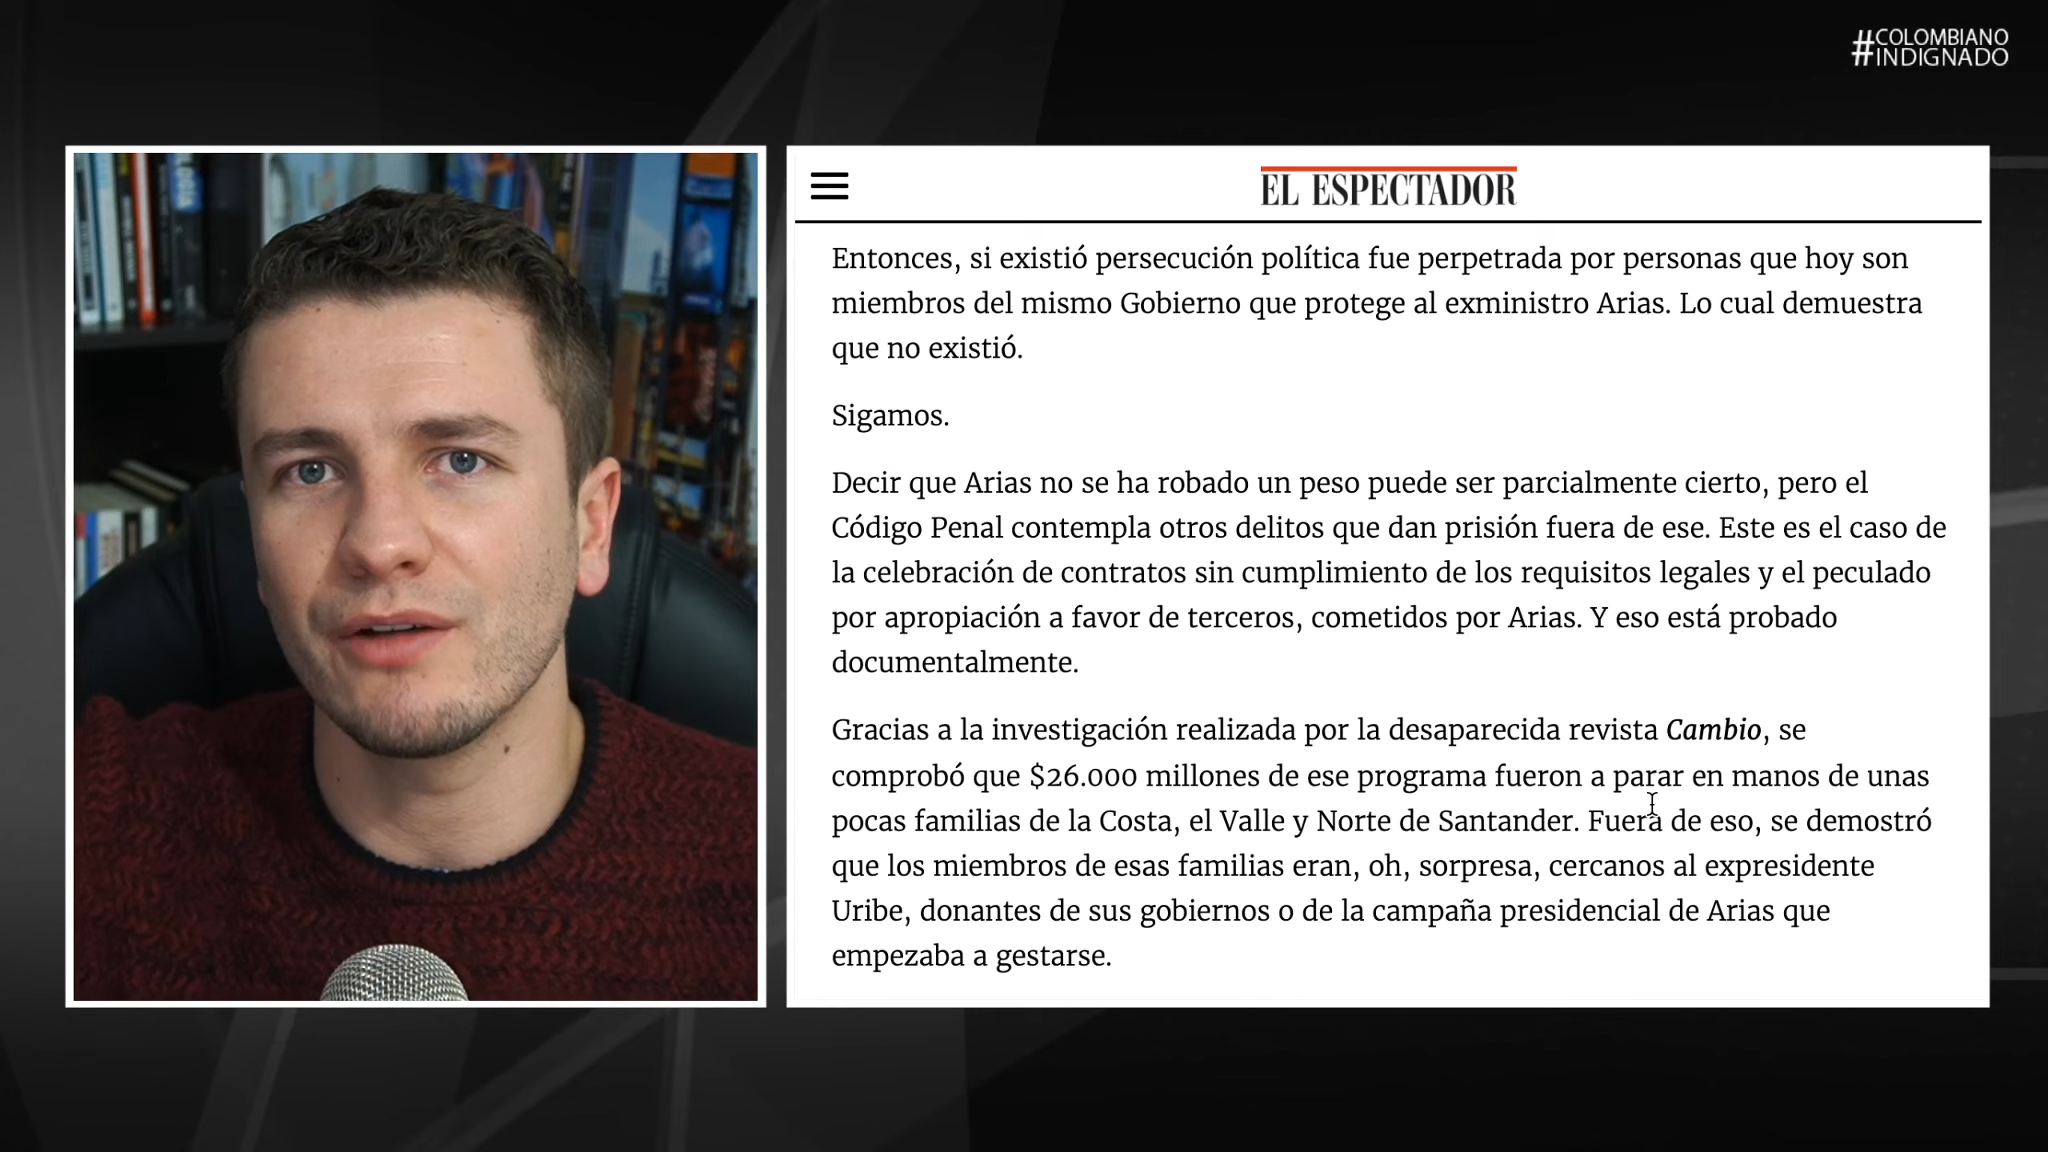 #COLOMBIANO
INDIGNADO
EL ESPECTADOR
Entonces, si existió persecución política fue perpetrada por personas que hoy son
miembros del mismo Gobierno que protege al exministro Arias. Lo cual demuestra
que no existió.
Sigamos.
Decir que Arias no se ha robado un peso puede ser parcialmente cierto, pero el
Código Penal contempla otros delitos que dan prisión fuera de ese. Este es el caso de
la celebración de contratos sin cumplimiento de los requisitos legales y el peculado
por apropiación a favor de terceros, cometidos por Arias. Y eso está probado
documentalmente.
Gracias a la investigación realizada por la desaparecida revista Cambio, se
comprobó que $26.000 millones de ese programa fueron a parar en manos de unas
pocas familias de la Costa, el Valle y Norte de Santander. Fuera de eso, se demostró
que los miembros de esas familias eran, oh, sorpresa, cercanos al expresidente
Uribe, donantes de sus gobiernos o de la campaña presidencial de Arias que
empezaba a gestarse.